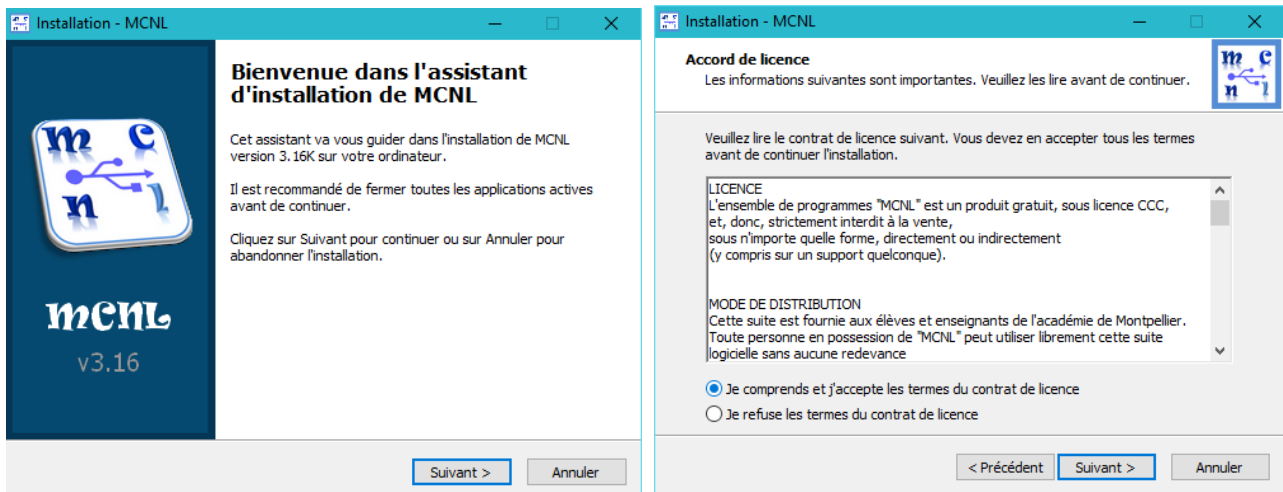 Installation - MCNL
Bienvenue dans l'assistant
d'installation de MCNL
Cet assistant va vous guider dans l'installation de MCNL
version 3.16K sur votre ordinateur.
Il est recommandé de fermer toutes les applications actives
avant de continuer.
Cliquez sur Suivant pour continuer ou sur Annuler pour
abandonner l'installation.
m c
n l
mcnl
v3.16
Suivant >
Annuler
Installation - MCNL
Accord de licence
Les informations suivantes sont importantes. Veuillez les lire avant de continuer.
m c
n l
Veuillez lire le contrat de licence suivant. Vous devez en accepter tous les termes
avant de continuer l'installation.
LICENCE
L'ensemble de programmes "MCNL" est un produit gratuit, sous licence CCC,
et, donc, strictement interdit à la vente,
sous n'importe quelle forme, directement ou indirectement
(y compris sur un support quelconque).
MODE DE DISTRIBUTION
Cette suite est fournie aux élèves et enseignants de l'académie de Montpellier.
Toute personne en possession de "MCNL" peut utiliser librement cette suite
logicielle sans aucune redevance
Je comprends et j'accepte les termes du contrat de licence
Je refuse les termes du contrat de licence
< Précédent
Suivant >
Annuler